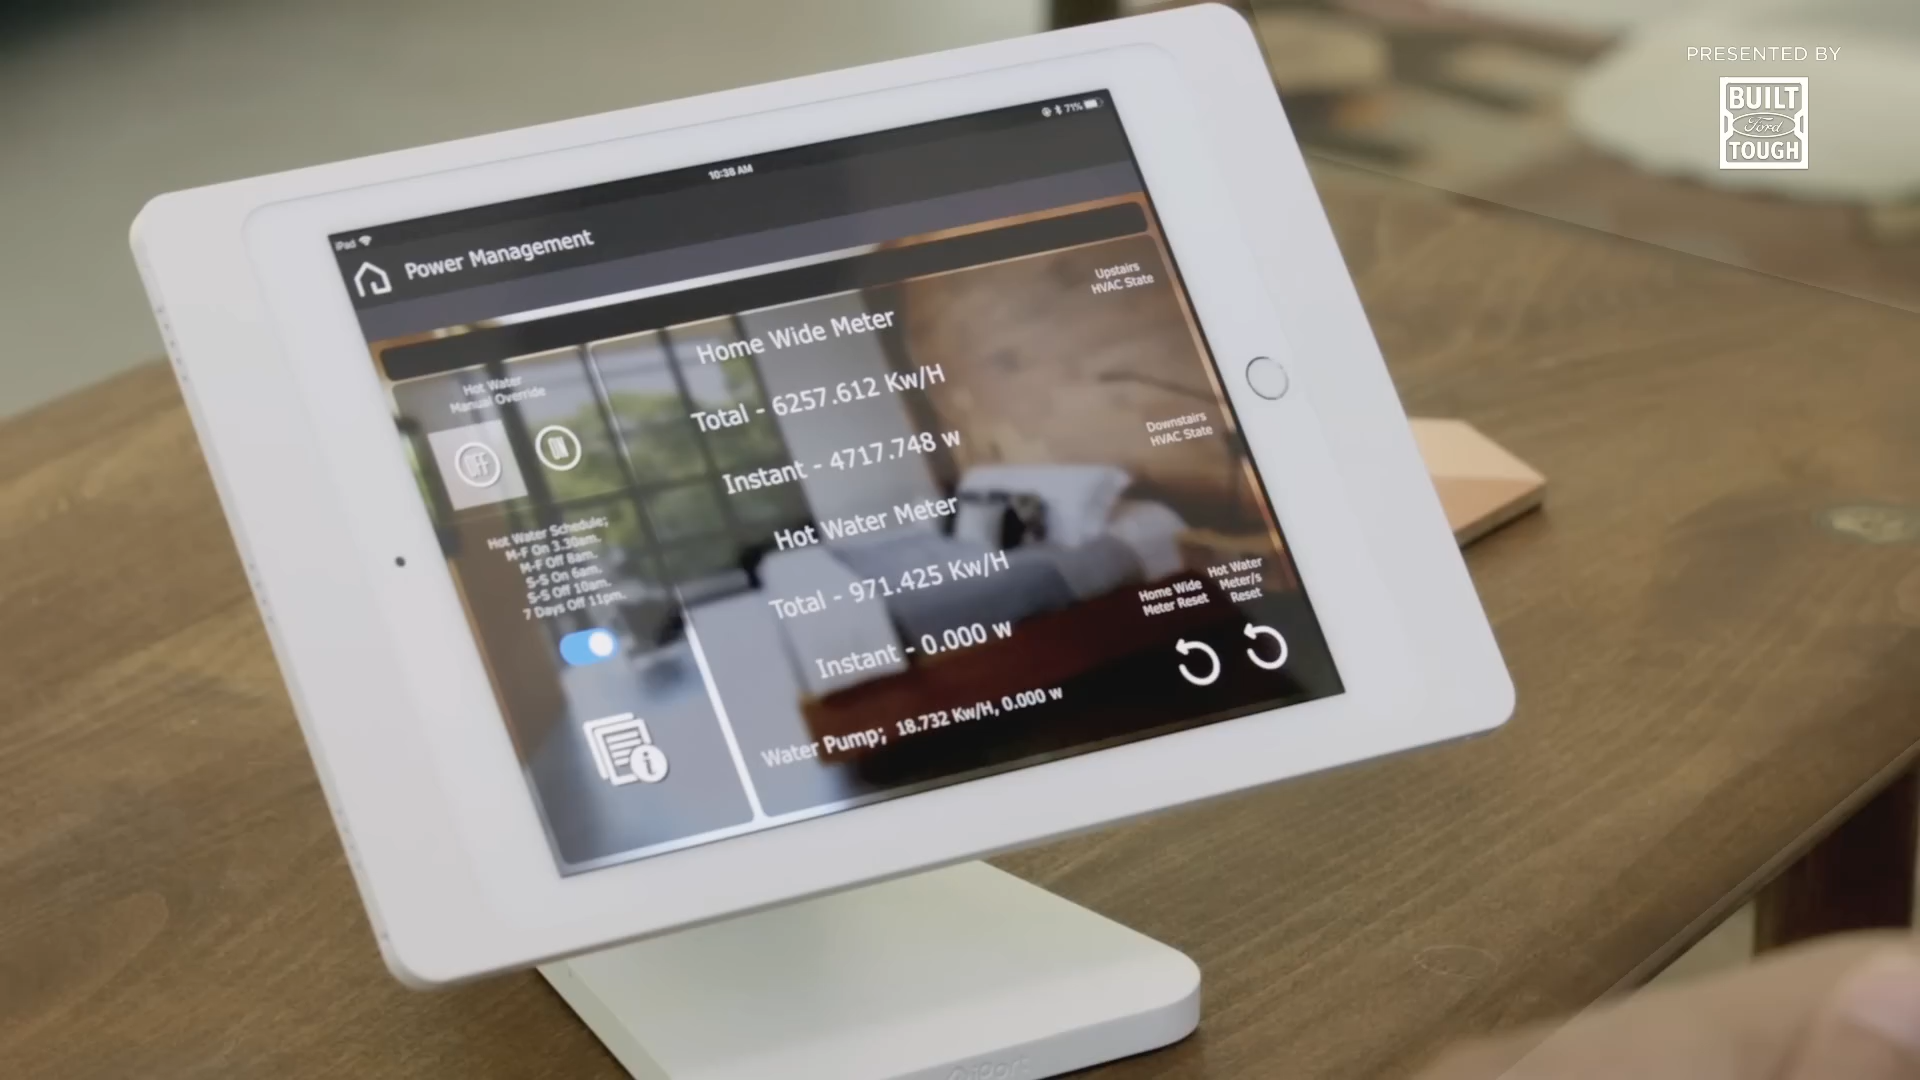 PRESENTED BY
BUILT
Ford
TOUGH
iPad
10:38 AM
71%
Power Management
Hot Water
Manual Override
OFF
ON
Hot Water Schedule;
M-F On 3.30am.
M-F Off 8am.
S-S On 6am.
S-S Off 10am.
7 Days Off 11pm.
Home Wide Meter
Total - 6257.612 Kw/H
Instant - 4717.748 w
Hot Water Meter
Total - 971.425 Kw/H
Instant - 0.000 w
Water Pump; 18.732 Kw/H, 0.000 w
Upstairs
HVAC State
Downstairs
HVAC State
Home Wide
Meter Reset
Hot Water
Meter/s
Reset